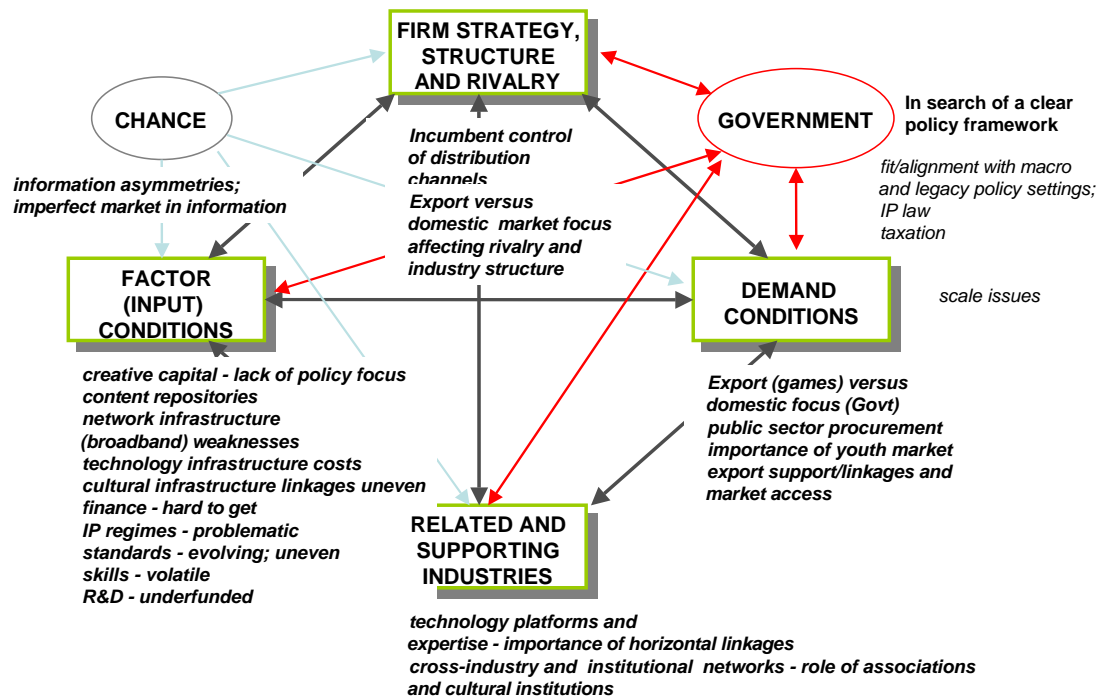 FIRM STRATEGY,
STRUCTURE
AND RIVALRY
CHANCE
GOVERNMENT
In search of a clear
policy framework
Incumbent control
of distribution
channels
fit/alignment with macro
and legacy policy settings;
IP law
taxation
information asymmetries;
imperfect market in information
Export versus
domestic market focus
affecting rivalry and
industry structure
FACTOR
(INPUT)
CONDITIONS
DEMAND
CONDITIONS
scale issues
creative capital - lack of policy focus
content repositories
network infrastructure
(broadband) weaknesses
technology infrastructure costs
cultural infrastructure linkages uneven
finance - hard to get
IP regimes - problematic
standards - evolving; uneven
skills - volatile
R&D - underfunded
Export (games) versus
domestic focus (Govt)
public sector procurement
importance of youth market
export support/linkages and
market access
RELATED AND
SUPPORTING
INDUSTRIES
technology platforms and
expertise - importance of horizontal linkages
cross-industry and institutional networks - role of associations
and cultural institutions